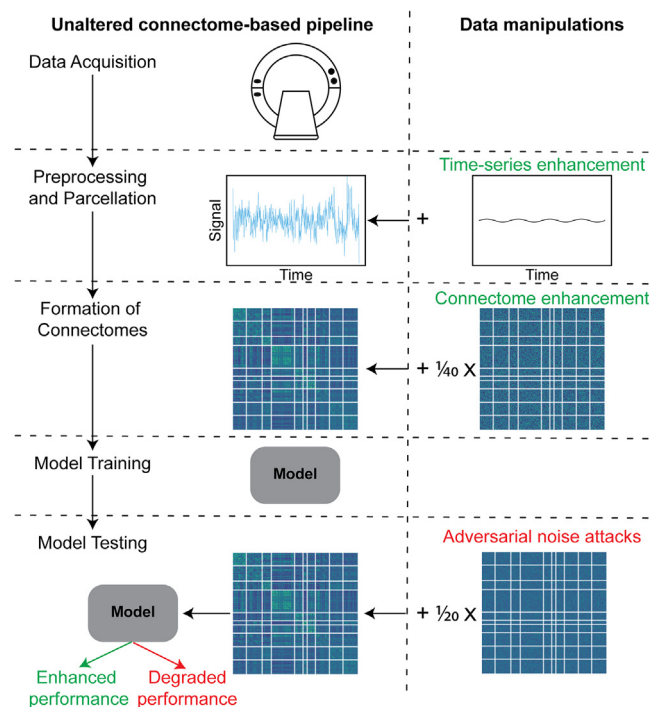 Unaltered connectome-based pipeline
Data manipulations
Data Acquisition
Preprocessing
and Parcellation
Signal
Time
Time-series enhancement
+
Time
Formation of
Connectomes
Connectome enhancement
+ 1/40 X
Model Training
Model
Model Testing
Adversarial noise attacks
+ 1/20 X
Model
Enhanced
performance
Degraded
performance